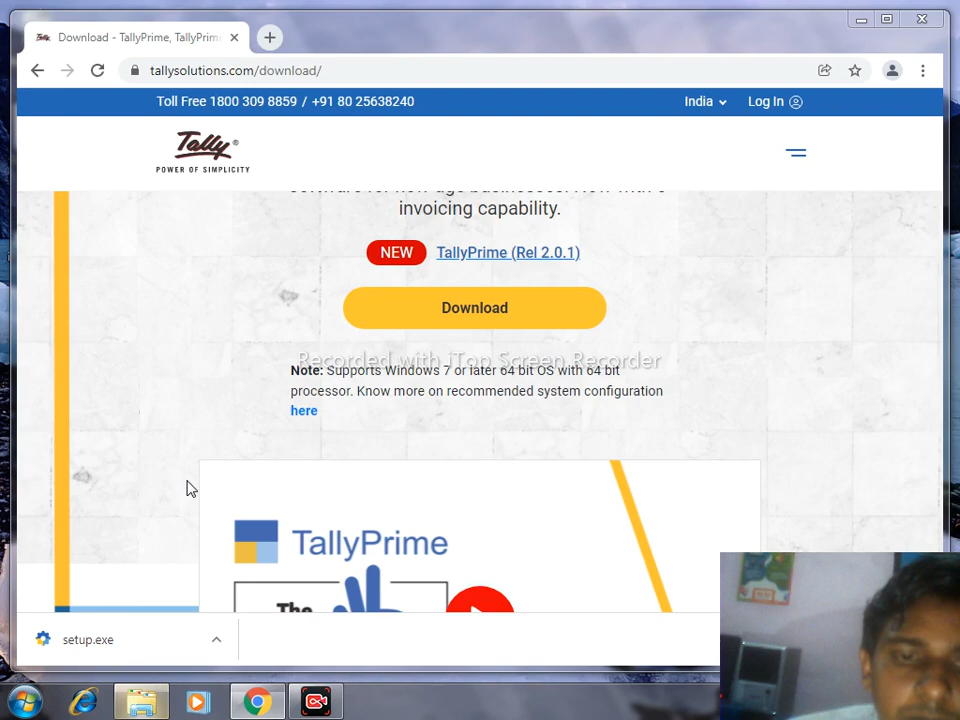 Download - TallyPrime, TallyPrim
tallysolutions.com/download/
Toll Free 1800 309 8859 / +91 80 25638240
India
Log In
Tally
POWER OF SIMPLICITY
invoicing capability.
NEW TallyPrime (Rel 2.0.1)
Download
Recorded with iTop Screen Recorder
Note: Supports Windows 7 or later 64 bit OS with 64 bit
processor. Know more on recommended system configuration
here
TallyPrime
The
setup.exe